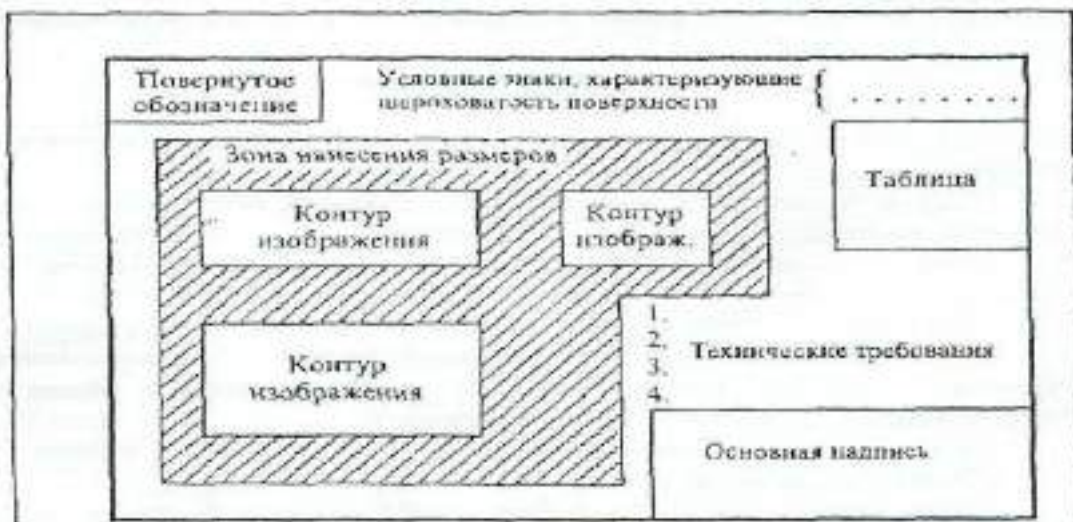 Повернутое
обозначение
Условные знаки, характеризующие
шероховатость поверхности
{ . . . . . . . .
Зона нанесения размеров
Таблица
Контур
изображения
Контур
изображ.
1.
2.
3.
4.
Технические требования
Контур
изображения
Основная надпись